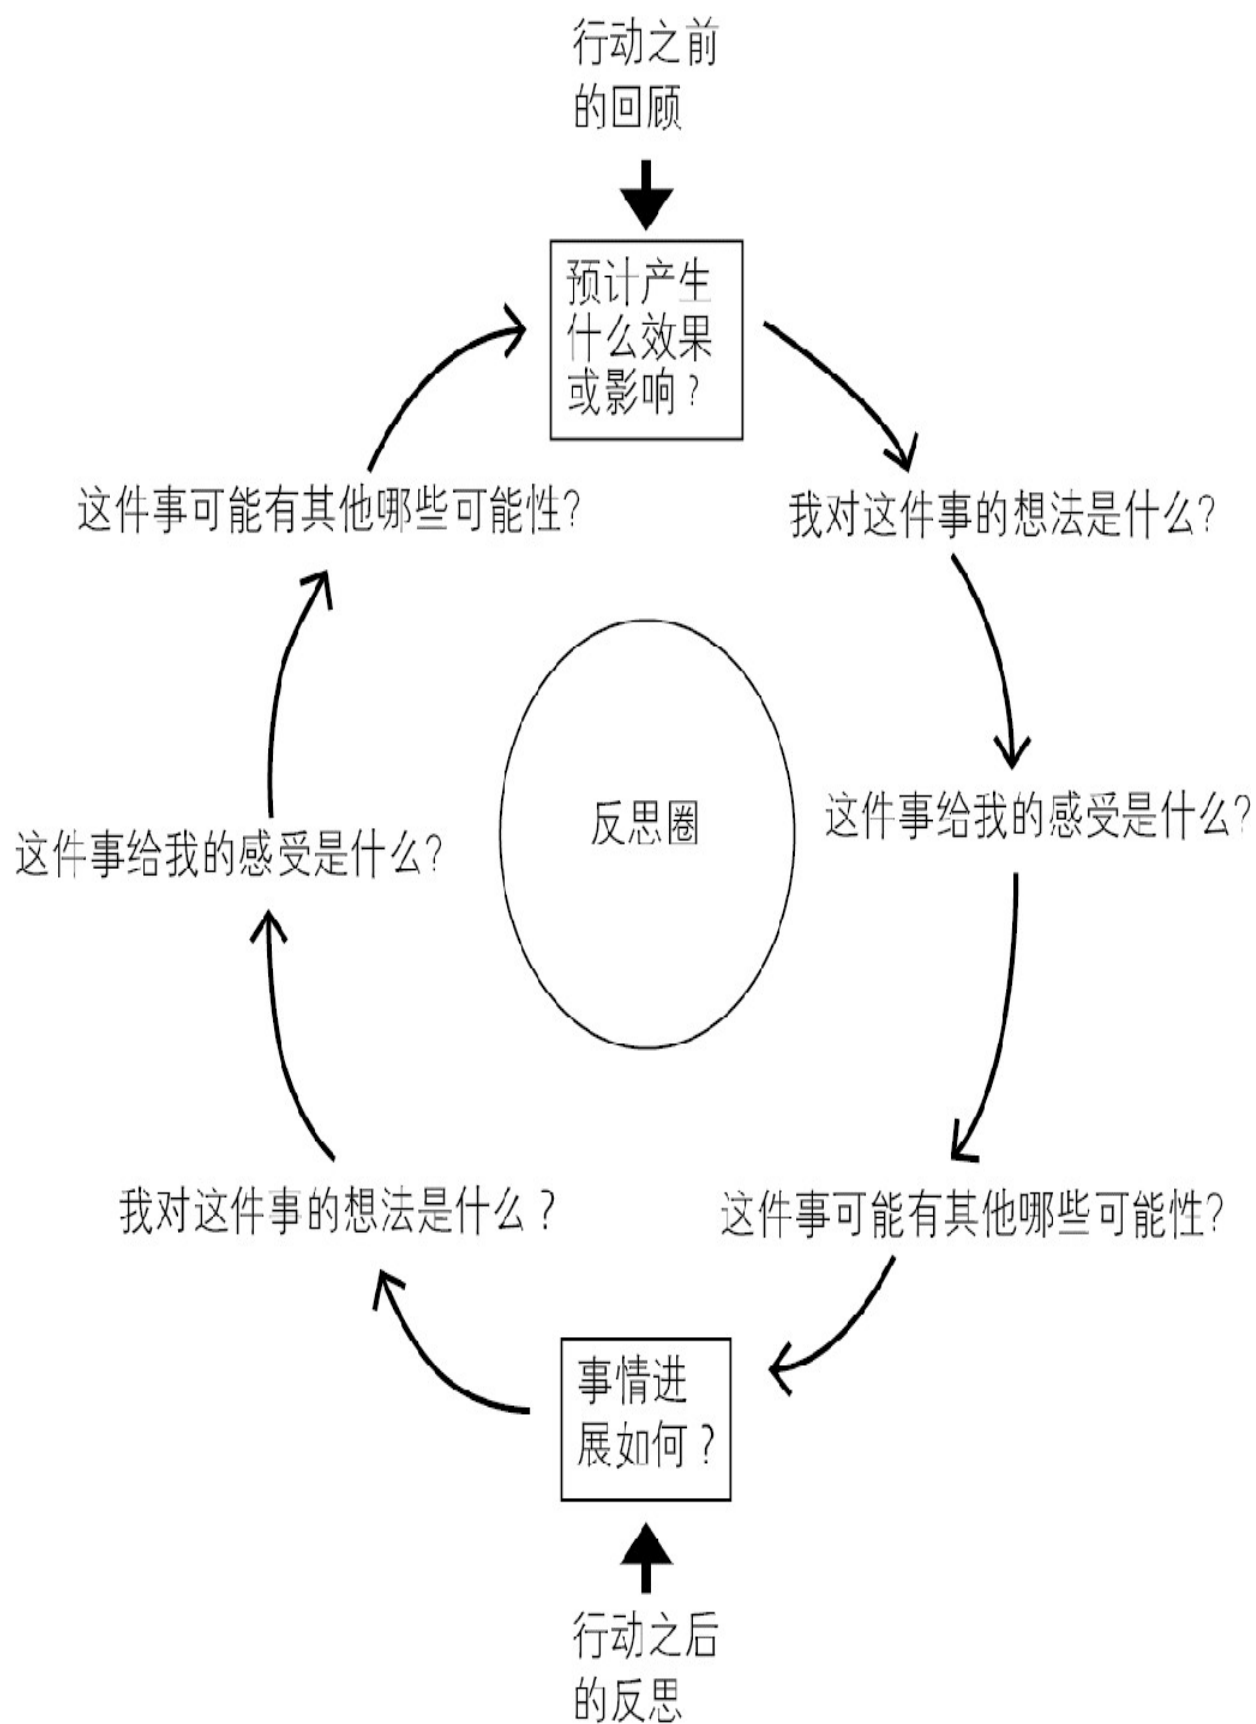 行动之前
的回顾
预计产生
什么效果
或影响？
这件事可能有其他哪些可能性?
我对这件事的想法是什么?
反思圈
这件事给我的感受是什么?
这件事给我的感受是什么?
我对这件事的想法是什么？
这件事可能有其他哪些可能性?
事情进
展如何？
行动之后
的反思